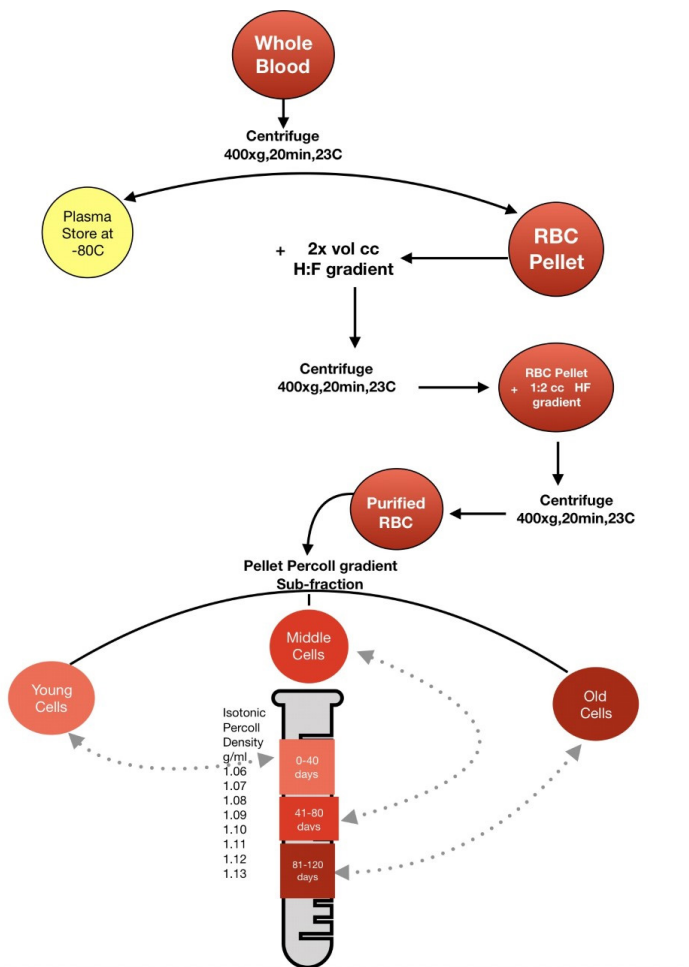 Whole
Blood
Centrifuge
400xg,20min,23C
Plasma
Store at
-80C
RBC
Pellet
+ 2x vol cc
H:F gradient
Centrifuge
400xg,20min,23C
RBC Pellet
+ 1:2 cc HF
gradient
Centrifuge
400xg,20min,23C
Purified
RBC
Pellet Percoll gradient
Sub-fraction
Middle
Cells
Young
Cells
Old
Cells
Isotonic
Percoll
Density
g/ml
1.06
1.07
1.08
1.09
1.10
1.11
1.12
1.13
0-40
days
41-80
days
81-120
days